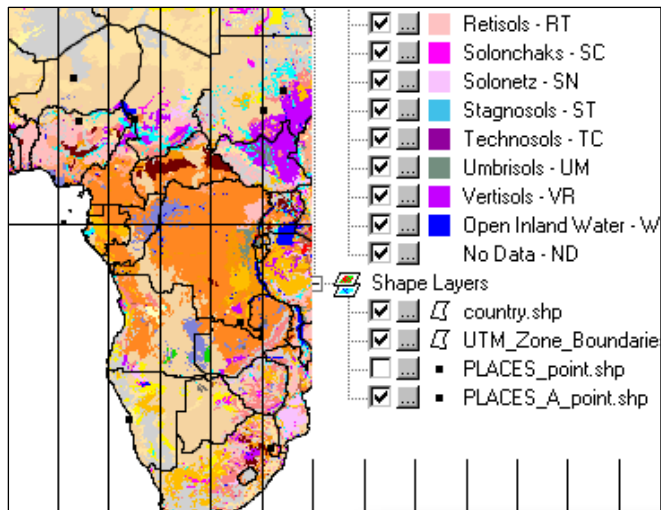 Retisols - RT
Solonchaks - SC
Solonetz - SN
Stagnosols - ST
Technosols - TC
Umbrisols - UM
Vertisols - VR
Open Inland Water - W
No Data - ND
Shape Layers
country.shp
UTM_Zone_Boundarie
PLACES_point.shp
PLACES_A_point.shp